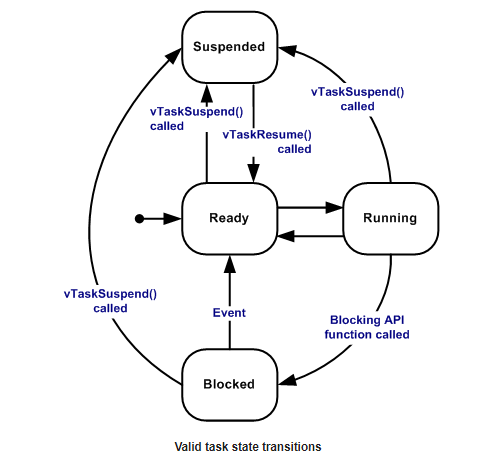 Suspended
vTaskSuspend()
called
vTaskSuspend()
called
vTaskResume()
called
Ready
Running
vTaskSuspend()
called
Event
Blocking API
function called
Blocked
Valid task state transitions